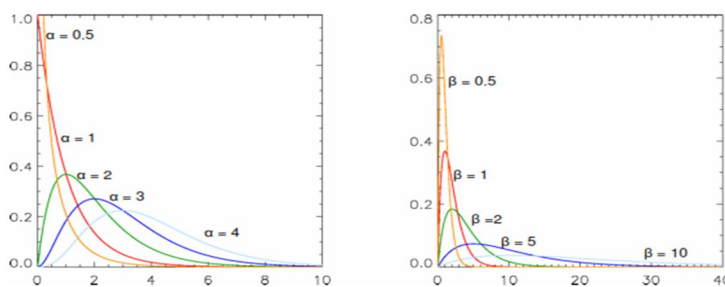 1.0
0.8
0.6
0.4
0.2
0.0
0
2
4
6
8
10
α = 0.5
α = 1
α = 2
α = 3
α = 4
0.8
0.6
0.4
0.2
0.0
0
10
20
30
40
β = 0.5
β = 1
β =2
β = 5
β = 10